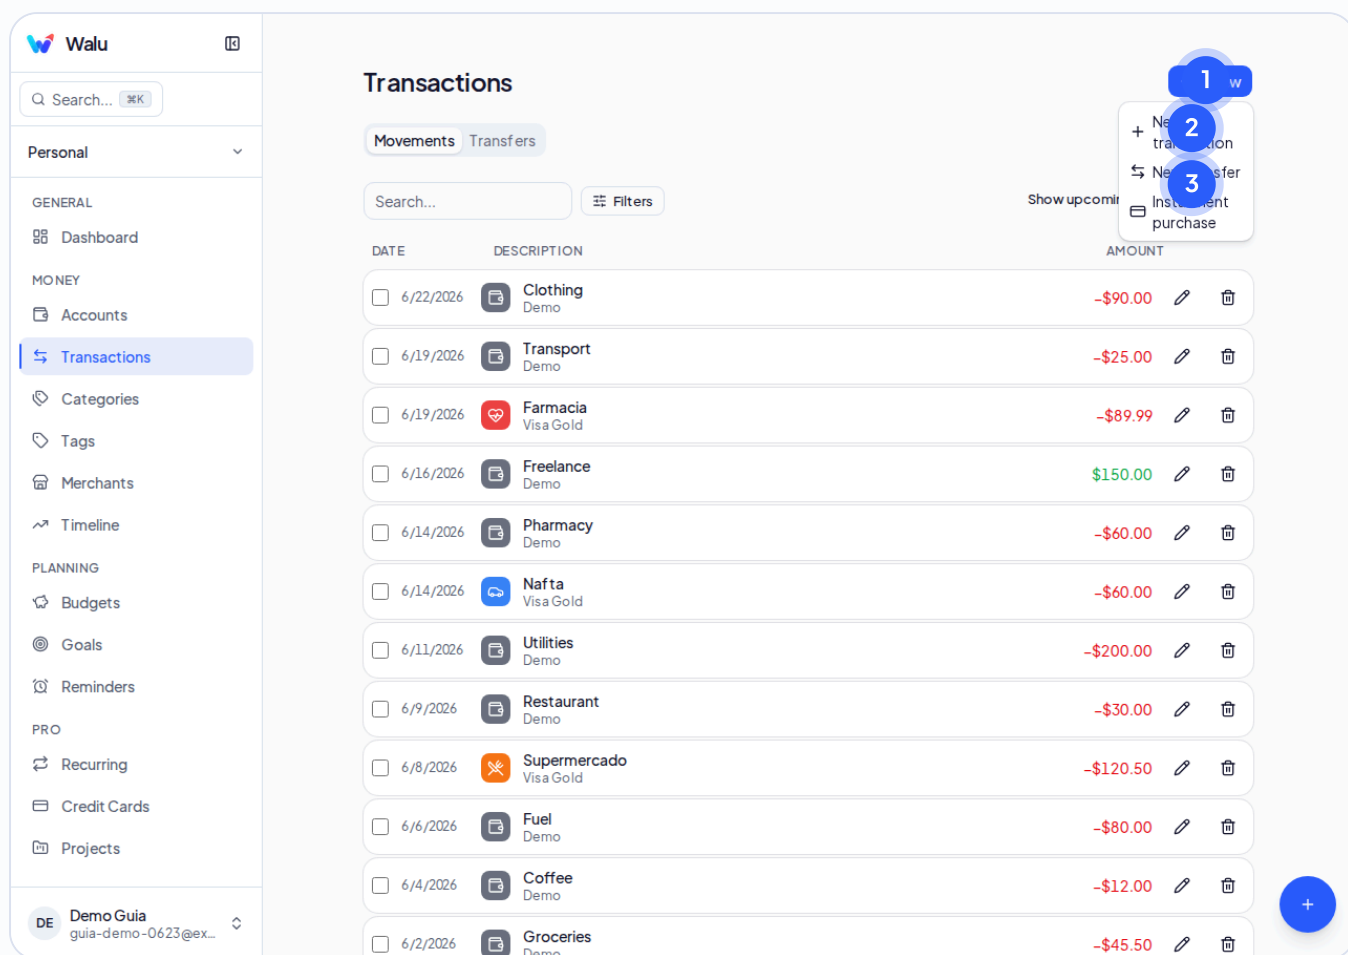 Walu
Search... ⌘K
Personal
GENERAL
Dashboard
MONEY
Accounts
Transactions
Categories
Tags
Merchants
Timeline
PLANNING
Budgets
Goals
Reminders
PRO
Recurring
Credit Cards
Projects
DE
Demo Guia
guia-demo-0623@ex...
Transactions
1
2
3
purchase
Movements Transfers
Search...
Filters
Show
DATE DESCRIPTION AMOUNT
6/22/2026 Clothing -$90.00
Demo
6/19/2026 Transport -$25.00
Demo
6/19/2026 Farmacia -$89.99
Visa Gold
6/16/2026 Freelance $150.00
Demo
6/14/2026 Pharmacy -$60.00
Demo
6/14/2026 Nafta -$60.00
Visa Gold
6/11/2026 Utilities -$200.00
Demo
6/9/2026 Restaurant -$30.00
Demo
6/8/2026 Supermercado -$120.50
Visa Gold
6/6/2026 Fuel -$80.00
Demo
6/4/2026 Coffee -$12.00
Demo
6/2/2026 Groceries -$45.50
Demo